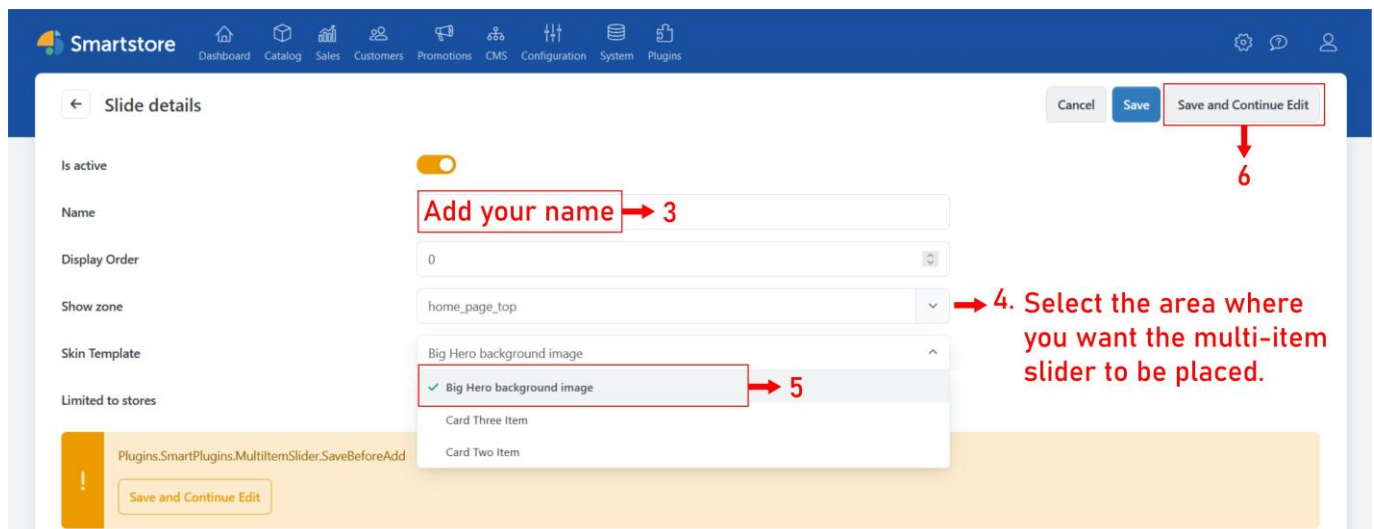 Smartstore
Dashboard Catalog Sales Customers Promotions CMS Configuration System Plugins
Slide details
Cancel Save Save and Continue Edit
6
Is active
Name Add your name 3
Display Order 0
Show zone home_page_top
4. Select the area where
you want the multi-item
slider to be placed.
Skin Template Big Hero background image
Big Hero background image 5
Limited to stores
Card Three Item
Card Two Item
Plugins.SmartPlugins.MultiItemSlider.SaveBeforeAdd
!
Save and Continue Edit